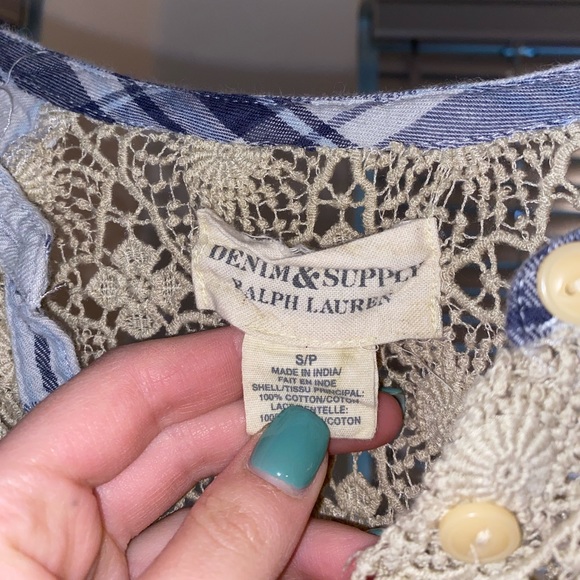 DENIM & SUPPLY
RALPH LAUREN
S/P
MADE IN INDIA/
FAIT EN INDE
SHELL/TISSU PRINCIPAL:
100% COTTON/COTON
LACE/DENTELLE:
100% /COTON